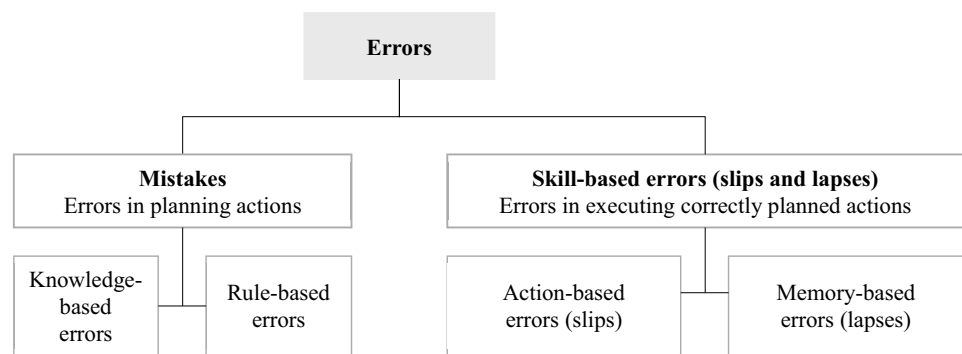 Errors
Mistakes
Errors in planning actions
Skill-based errors (slips and lapses)
Errors in executing correctly planned actions
Knowledge-
based
errors
Rule-based
errors
Action-based
errors (slips)
Memory-based
errors (lapses)